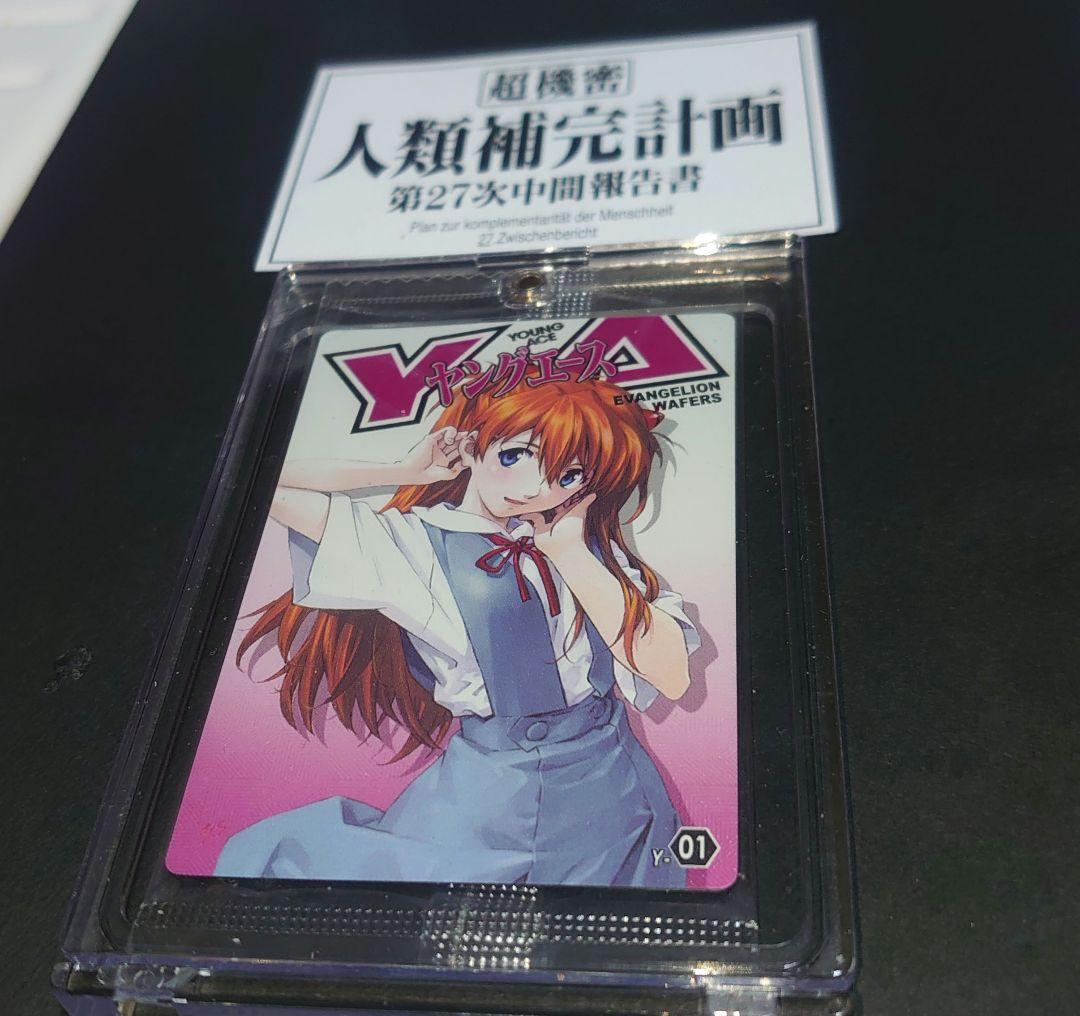 超機密
人類補完計画
第27次中間報告書
Plan zur komplementarität der Menschheit
27.Zwischenbericht
YA
YOUNG
ACE
ヤングエース
EVANGELION
WAFERS
Y-01